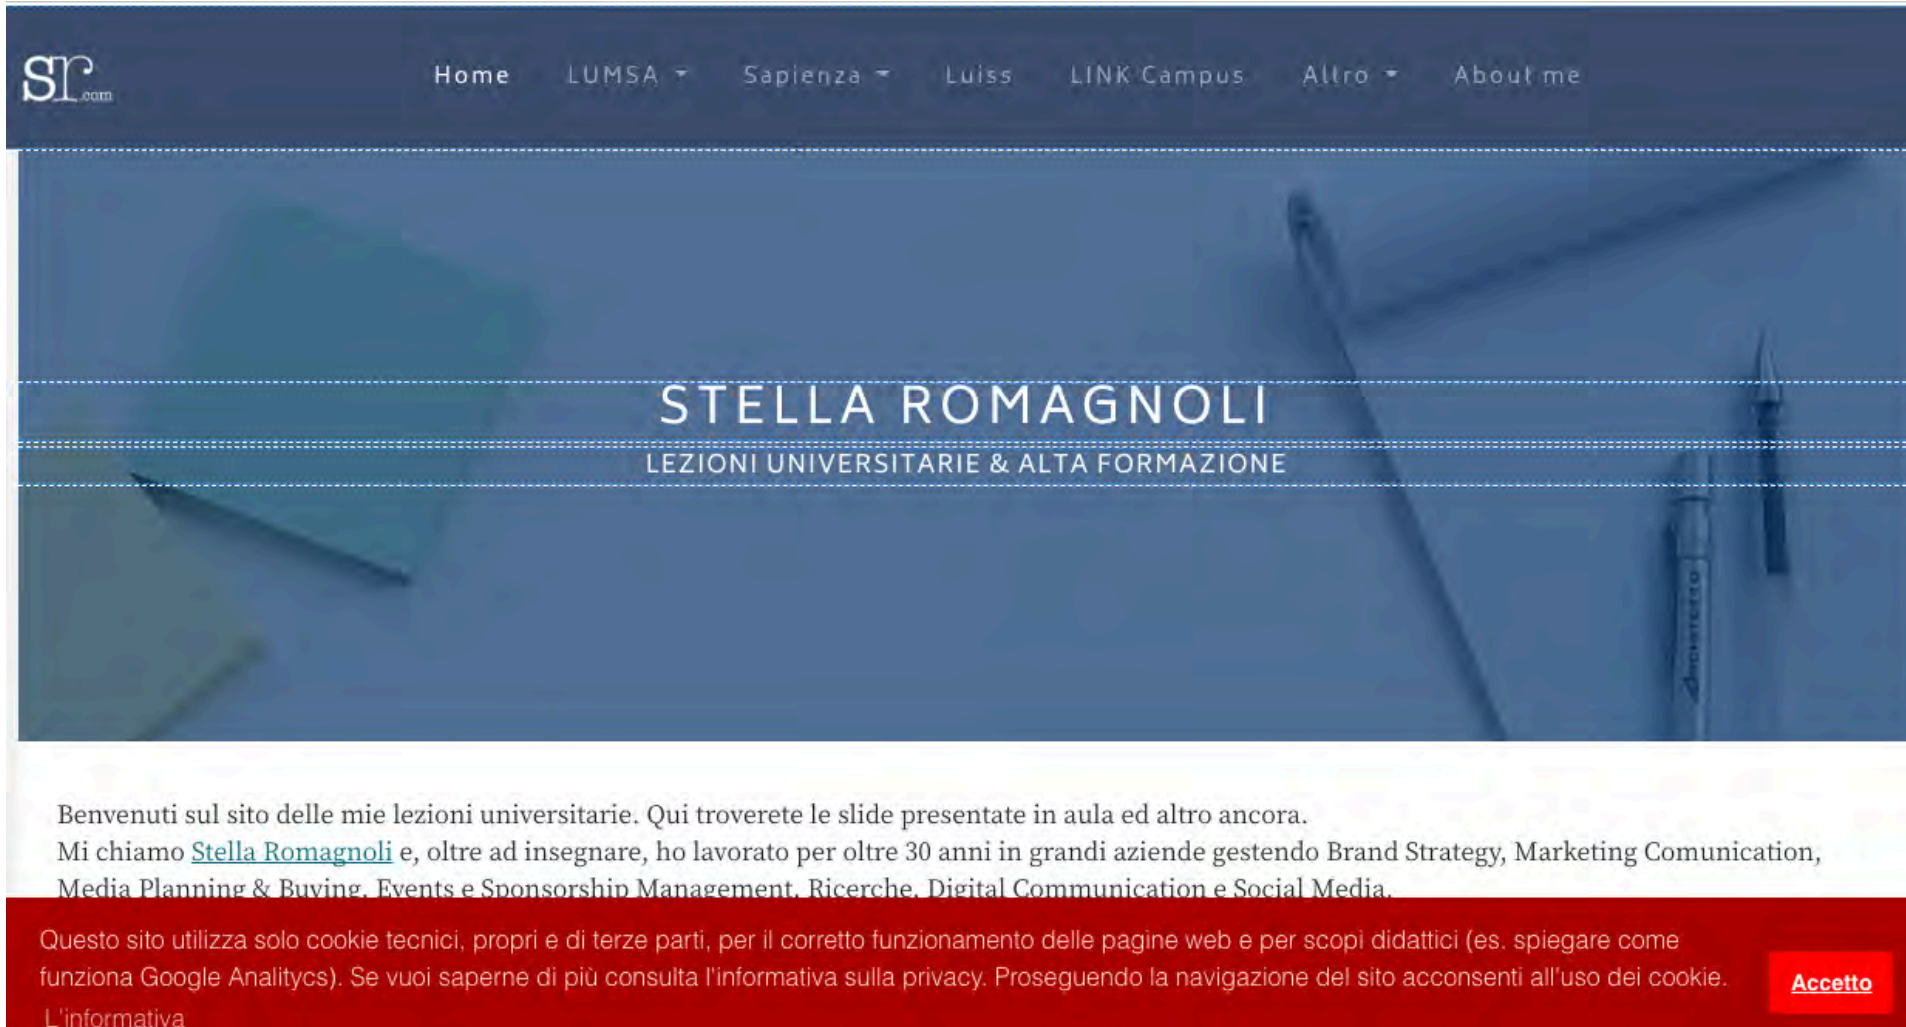 sr.com
Home LUMSA Sapienza Luiss LINK Campus Altro About me
STELLA ROMAGNOLI
LEZIONI UNIVERSITARIE & ALTA FORMAZIONE
ARCHITETTO
Benvenuti sul sito delle mie lezioni universitarie. Qui troverete le slide presentate in aula ed altro ancora.
Mi chiamo Stella Romagnoli e, oltre ad insegnare, ho lavorato per oltre 30 anni in grandi aziende gestendo Brand Strategy, Marketing Comunication,
Media Planning & Buying, Events e Sponsorship Management, Ricerche, Digital Communication e Social Media.
Questo sito utilizza solo cookie tecnici, propri e di terze parti, per il corretto funzionamento delle pagine web e per scopi didattici (es. spiegare come
funziona Google Analitycs). Se vuoi saperne di più consulta l'informativa sulla privacy. Proseguendo la navigazione del sito acconsenti all'uso dei cookie.
Accetto
L'informativa